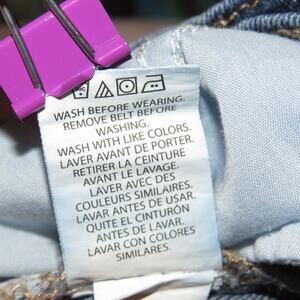 WASH BEFORE WEARING.
REMOVE BELT BEFORE
WASHING.
WASH WITH LIKE COLORS.
LAVER AVANT DE PORTER.
RETIRER LA CEINTURE
AVANT LE LAVAGE.
LAVER AVEC DES
COULEURS SIMILAIRES.
LAVAR ANTES DE USAR.
QUITE EL CINTURÓN
ANTES DE LAVAR.
LAVAR CON COLORES
SIMILARES.